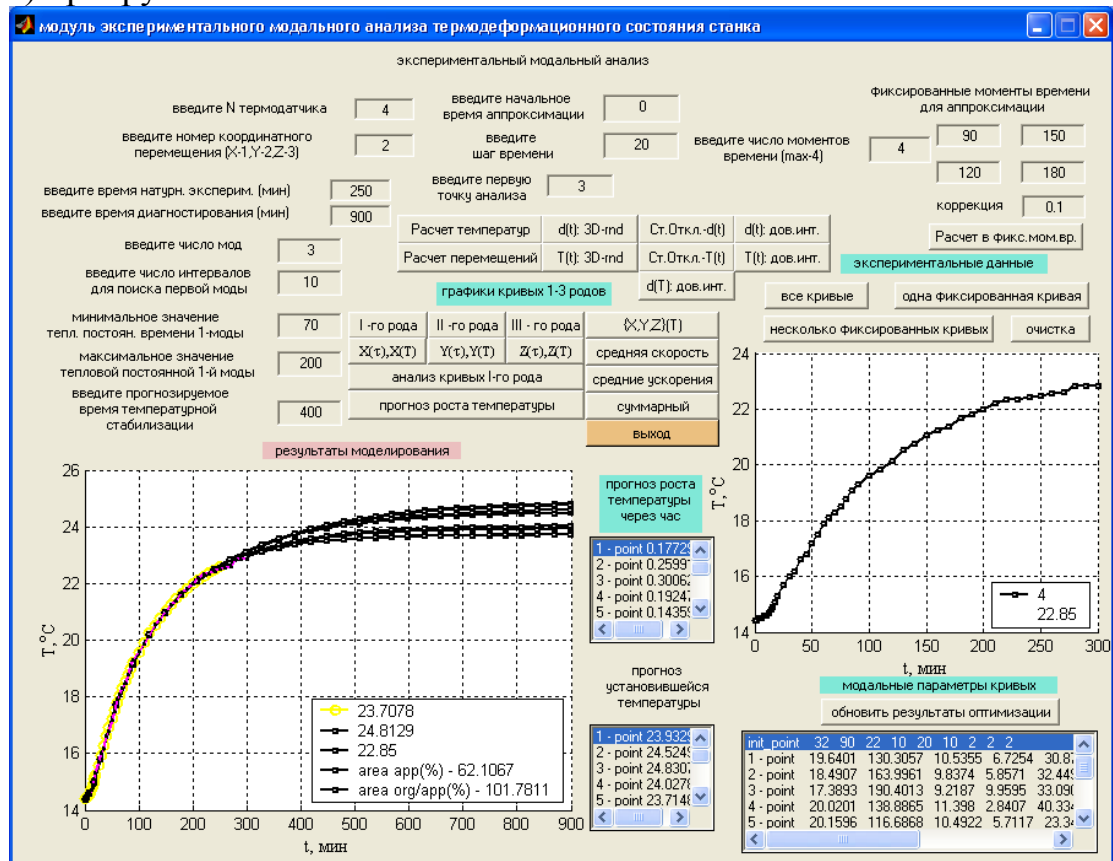 модуль экспериментального модального анализа термодеформационного состояния станка
экспериментальный модальный анализ
введите N термодатчика 4
введите номер координатного
перемещения (X-1,Y-2,Z-3) 2
введите время натурн. эксперим. (мин) 250
введите время диагностирования (мин) 900
введите число мод 3
введите число интервалов
для поиска первой моды 10
минимальное значение
тепл. постоян. времени 1-моды 70
максимальное значение
тепловой постоянной 1-й моды 200
введите прогнозируемое
время температурной
стабилизации 400
введите начальное
время аппроксимации 0
введите
шаг времени 20
введите первую
точку анализа 3
введите число моментов
времени (max-4) 4
фиксированные моменты времени
для аппроксимации
90 150
120 180
коррекция 0.1
Расчет в фикс.мом.вр.
Расчет температур d(t): 3D-rnd Ст.Откл.-d(t) d(t): дов.инт.
Расчет перемещений T(t): 3D-rnd Ст.Откл.-T(t) T(t): дов.инт.
d(T): дов.инт.
графики кривых 1-3 родов
I -го рода II -го рода III - го рода (X,Y,Z)(T)
X(τ),X(T) Y(τ),Y(T) Z(τ),Z(T) средняя скорость
анализ кривых I-го рода средние ускорения
прогноз роста температуры суммарный
выход
экспериментальные данные
все кривые одна фиксированная кривая
несколько фиксированных кривых очистка
24
22
20
18
16
14
T,°C
0 50 100 150 200 250 300
t, мин
4
22.85
результаты моделирования
26
24
22
20
18
16
14
T,°C
0 100 200 300 400 500 600 700 800 900
t, мин
23.7078
24.8129
22.85
area app(%) - 62.1067
area org/app(%) - 101.7811
прогноз роста
температуры
через час
1 - point 0.1772
2 - point 0.2599
3 - point 0.3006
4 - point 0.1924
5 - point 0.1435
прогноз
установившейся
температуры
1 - point 23.932
2 - point 24.524
3 - point 24.830
4 - point 24.027
5 - point 23.714
модальные параметры кривых
обновить результаты оптимизации
init_point 32 90 22 10 20 10 2 2 2
1 - point 19.6401 130.3057 10.5355 6.7254 30.8
2 - point 18.4907 163.9961 9.8374 5.8571 32.44
3 - point 17.3893 190.4013 9.2187 9.9595 33.09
4 - point 20.0201 138.8865 11.398 2.8407 40.33
5 - point 20.1596 116.6868 10.4922 5.7117 23.3